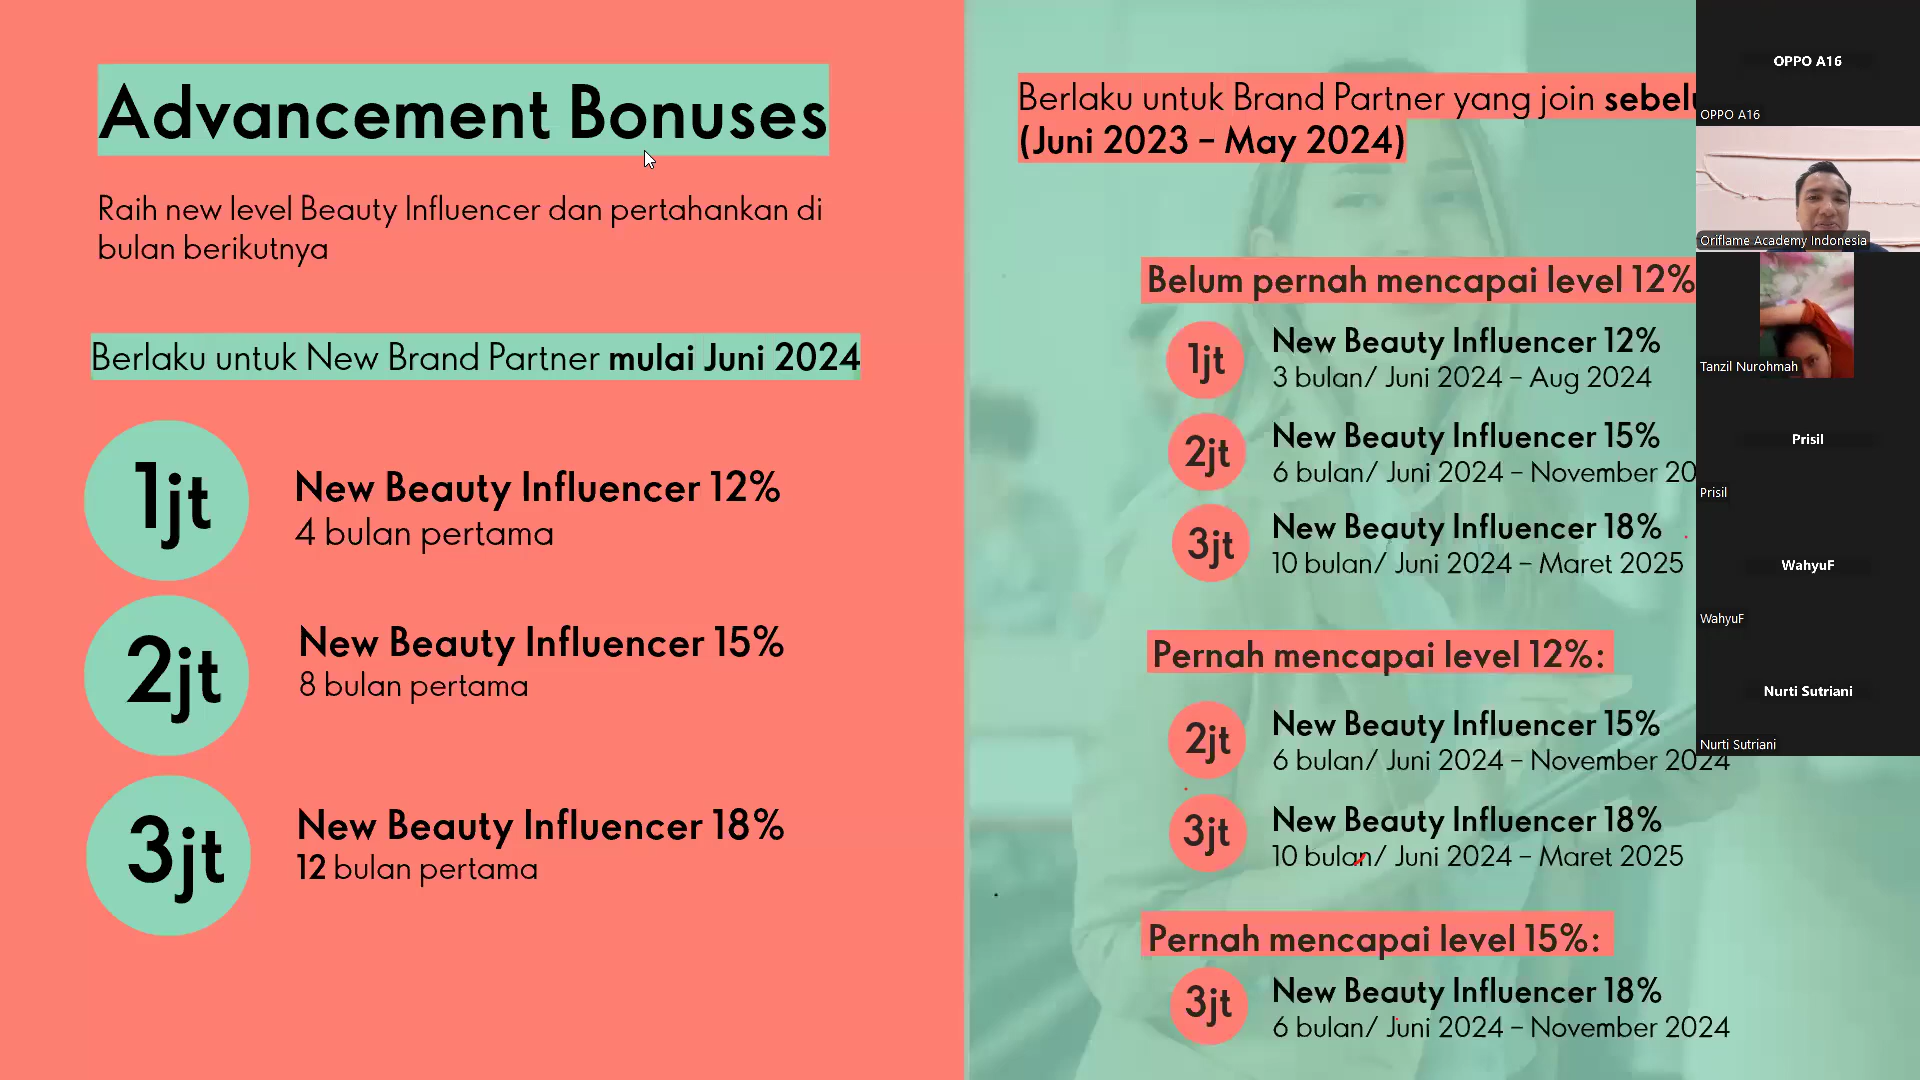 Advancement Bonuses
Raih new level Beauty Influencer dan pertahankan di
bulan berikutnya
Berlaku untuk New Brand Partner mulai Juni 2024
1jt
New Beauty Influencer 12%
4 bulan pertama
2jt
New Beauty Influencer 15%
8 bulan pertama
3jt
New Beauty Influencer 18%
12 bulan pertama
Berlaku untuk Brand Partner yang join
(Juni 2023 – May 2024)
Belum pernah mencapai level 12%
1jt
New Beauty Influencer 12%
3 bulan/ Juni 2024 – Aug 2024
2jt
New Beauty Influencer 15%
6 bulan/ Juni 2024 – November 20
3jt
New Beauty Influencer 18%
10 bulan/ Juni 2024 – Maret 2025
Pernah mencapai level 12%:
2jt
New Beauty Influencer 15%
6 bulan/ Juni 2024 – November 2024
3jt
New Beauty Influencer 18%
10 bulan/ Juni 2024 – Maret 2025
Pernah mencapai level 15%:
3jt
New Beauty Influencer 18%
6 bulan/ Juni 2024 – November 2024
OPPO A16
OPPO A16
Oriflame Academy Indonesia
Tanzil Nurohmah
Prisil
Prisil
WahyuF
WahyuF
Nurti Sutriani
Nurti Sutriani